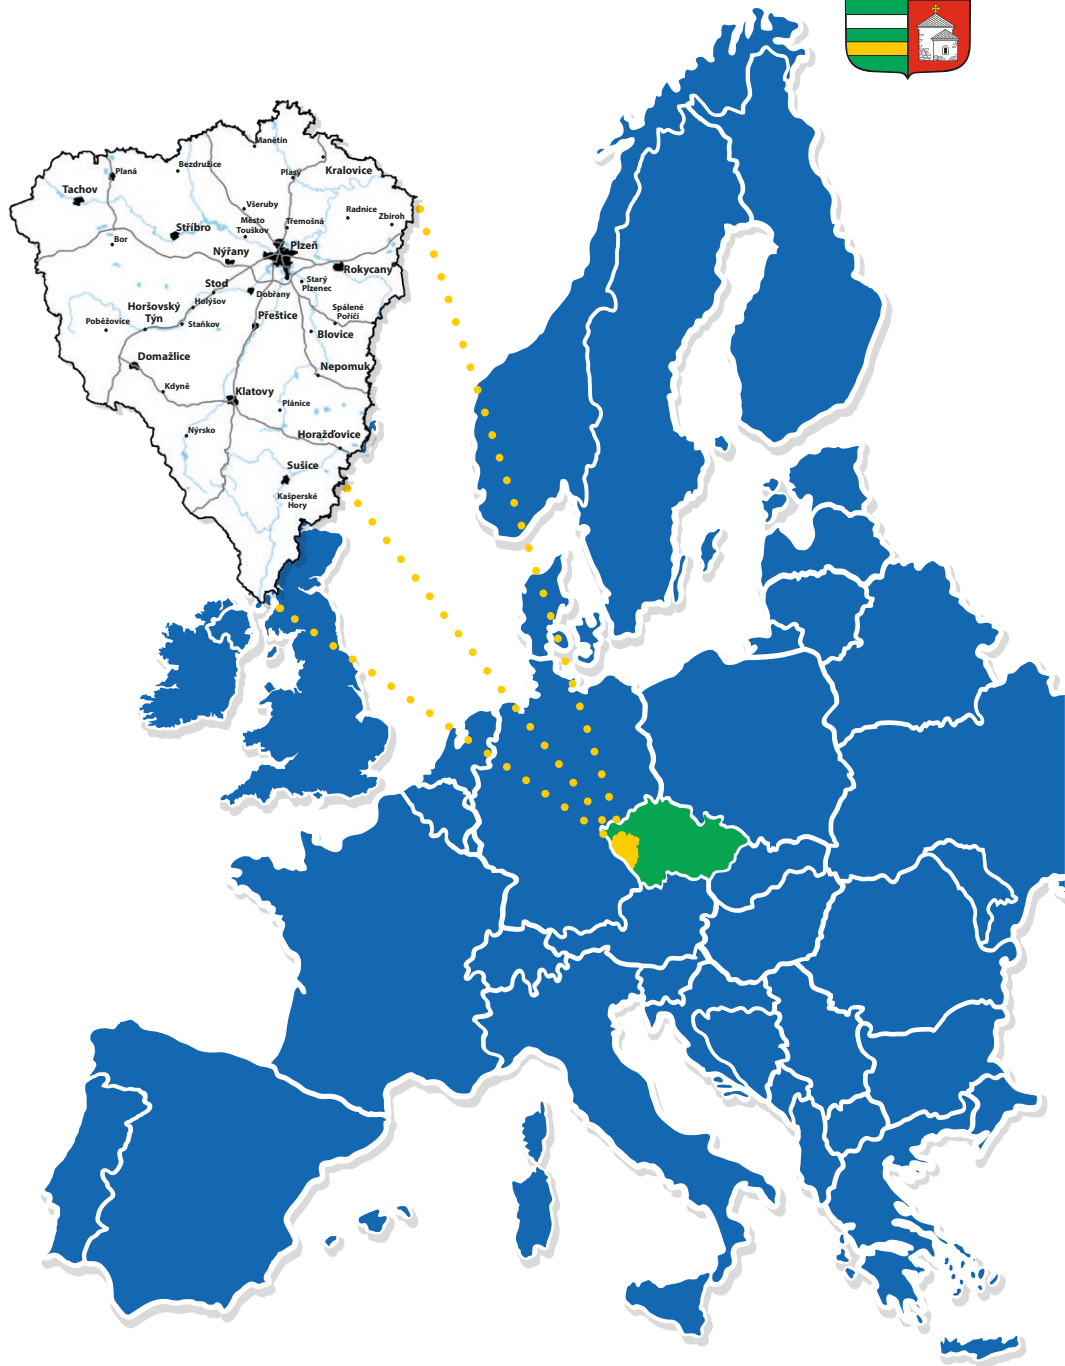 Manětín
Bezdružice
Planá
Plasy
Kralovice
Tachov
Všeruby
Radnice
Zbiroh
Město
Touškov
Třemošná
Stříbro
Bor
Plzeň
Nýřany
Rokycany
Starý
Plzenec
Stod
Dobřany
Holýšov
Horšovský
Týn
Spálené
Poříčí
Přeštice
Poběžovice
Staňkov
Blovice
Domažlice
Nepomuk
Kdyně
Klatovy
Plánice
Nýrsko
Horažďovice
Sušice
Kašperské
Hory